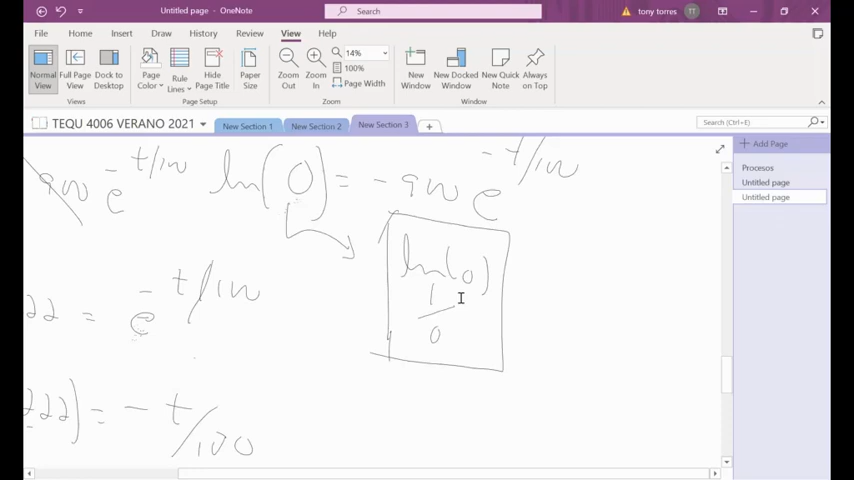 Untitled page - OneNote
Search
tony torres
TT
File Home Insert Draw History Review View Help
Normal View
Full Page View
Dock to Desktop
Views
Page Color
Rule Lines
Hide Page Title
Paper Size
Page Setup
Zoom Out
Zoom In
14%
100%
Page Width
Zoom
New Window
New Docked Window
New Quick Note
Always on Top
Window
TEQU 4006 VERANO 2021
New Section 1
New Section 2
New Section 3
+
Search (Ctrl+E)
Add Page
Procesos
Untitled page
Untitled page
e^{-t/100} ln(0) = -900 e^{-t/100}
ln(0)
1/0
222 = e^{-t/100}
222) = -t/100